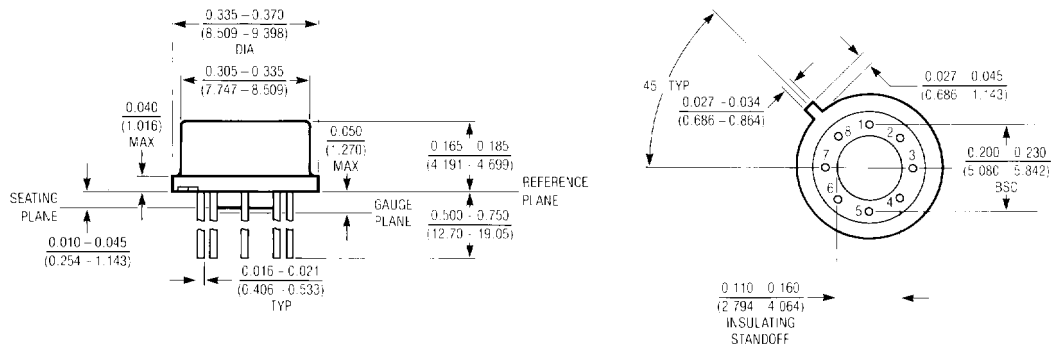 0.335 – 0.370
(8.509 – 9.398)
DIA
0.305 – 0.335
(7.747 – 8.509)
0.040
(1.016)
MAX
0.050
(1.270)
MAX
0.165 0.185
(4.191 4.699)
REFERENCE
PLANE
SEATING
PLANE
GAUGE
PLANE
0.500 – 0.750
(12.70 – 19.05)
0.010 – 0.045
(0.254 – 1.143)
0.016 – 0.021
(0.406 – 0.533)
TYP
45 TYP
0.027 – 0.034
(0.686 – 0.864)
0.027 0.045
(0.686 1.143)
1
2
3
4
5
6
7
8
0.200 0.230
(5.080 5.842)
BSC
0.110 0.160
(2.794 4.064)
INSULATING
STANDOFF